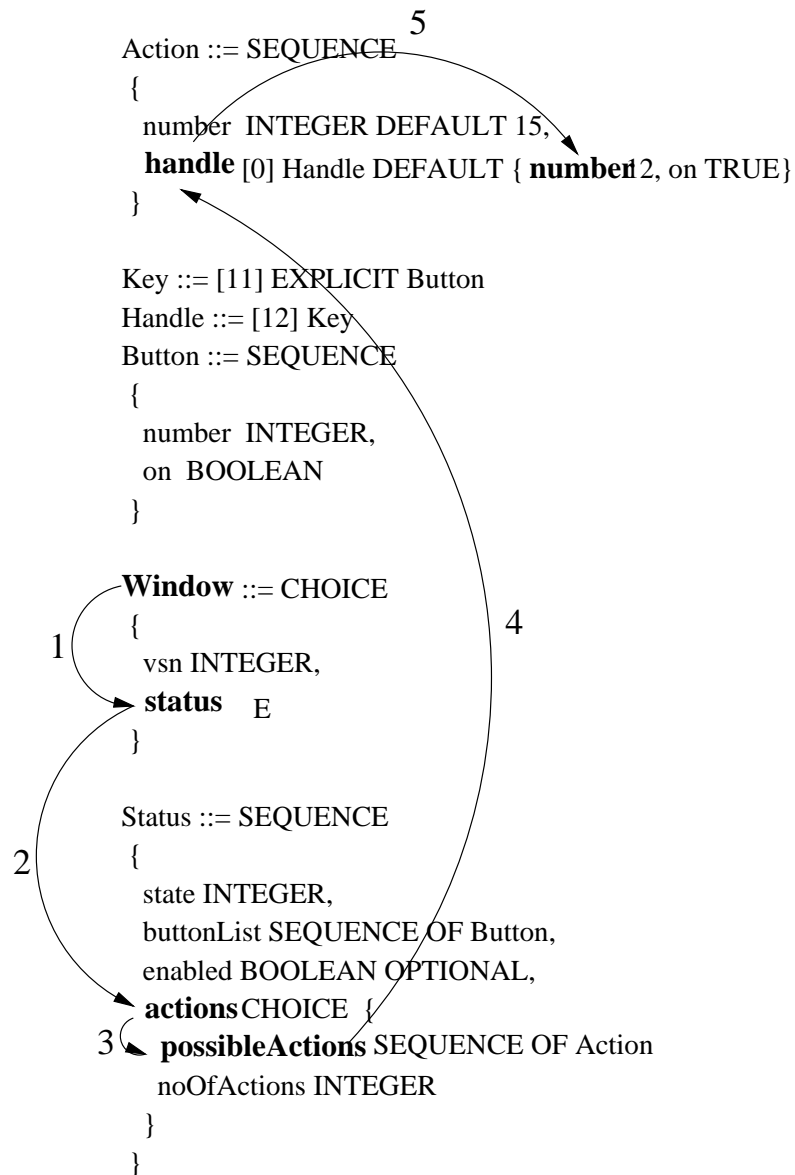 5
Action ::= SEQUENCE
{
number INTEGER DEFAULT 15,
handle [0] Handle DEFAULT { number12, on TRUE}
}
Key ::= [11] EXPLICIT Button
Handle ::= [12] Key
Button ::= SEQUENCE
{
number INTEGER,
on BOOLEAN
}
Window ::= CHOICE
{
4
1
vsn INTEGER,
status E
}
Status ::= SEQUENCE
2
{
state INTEGER,
buttonList SEQUENCE OF Button,
enabled BOOLEAN OPTIONAL,
actions CHOICE {
3
possibleActions SEQUENCE OF Action
noOfActions INTEGER
}
}